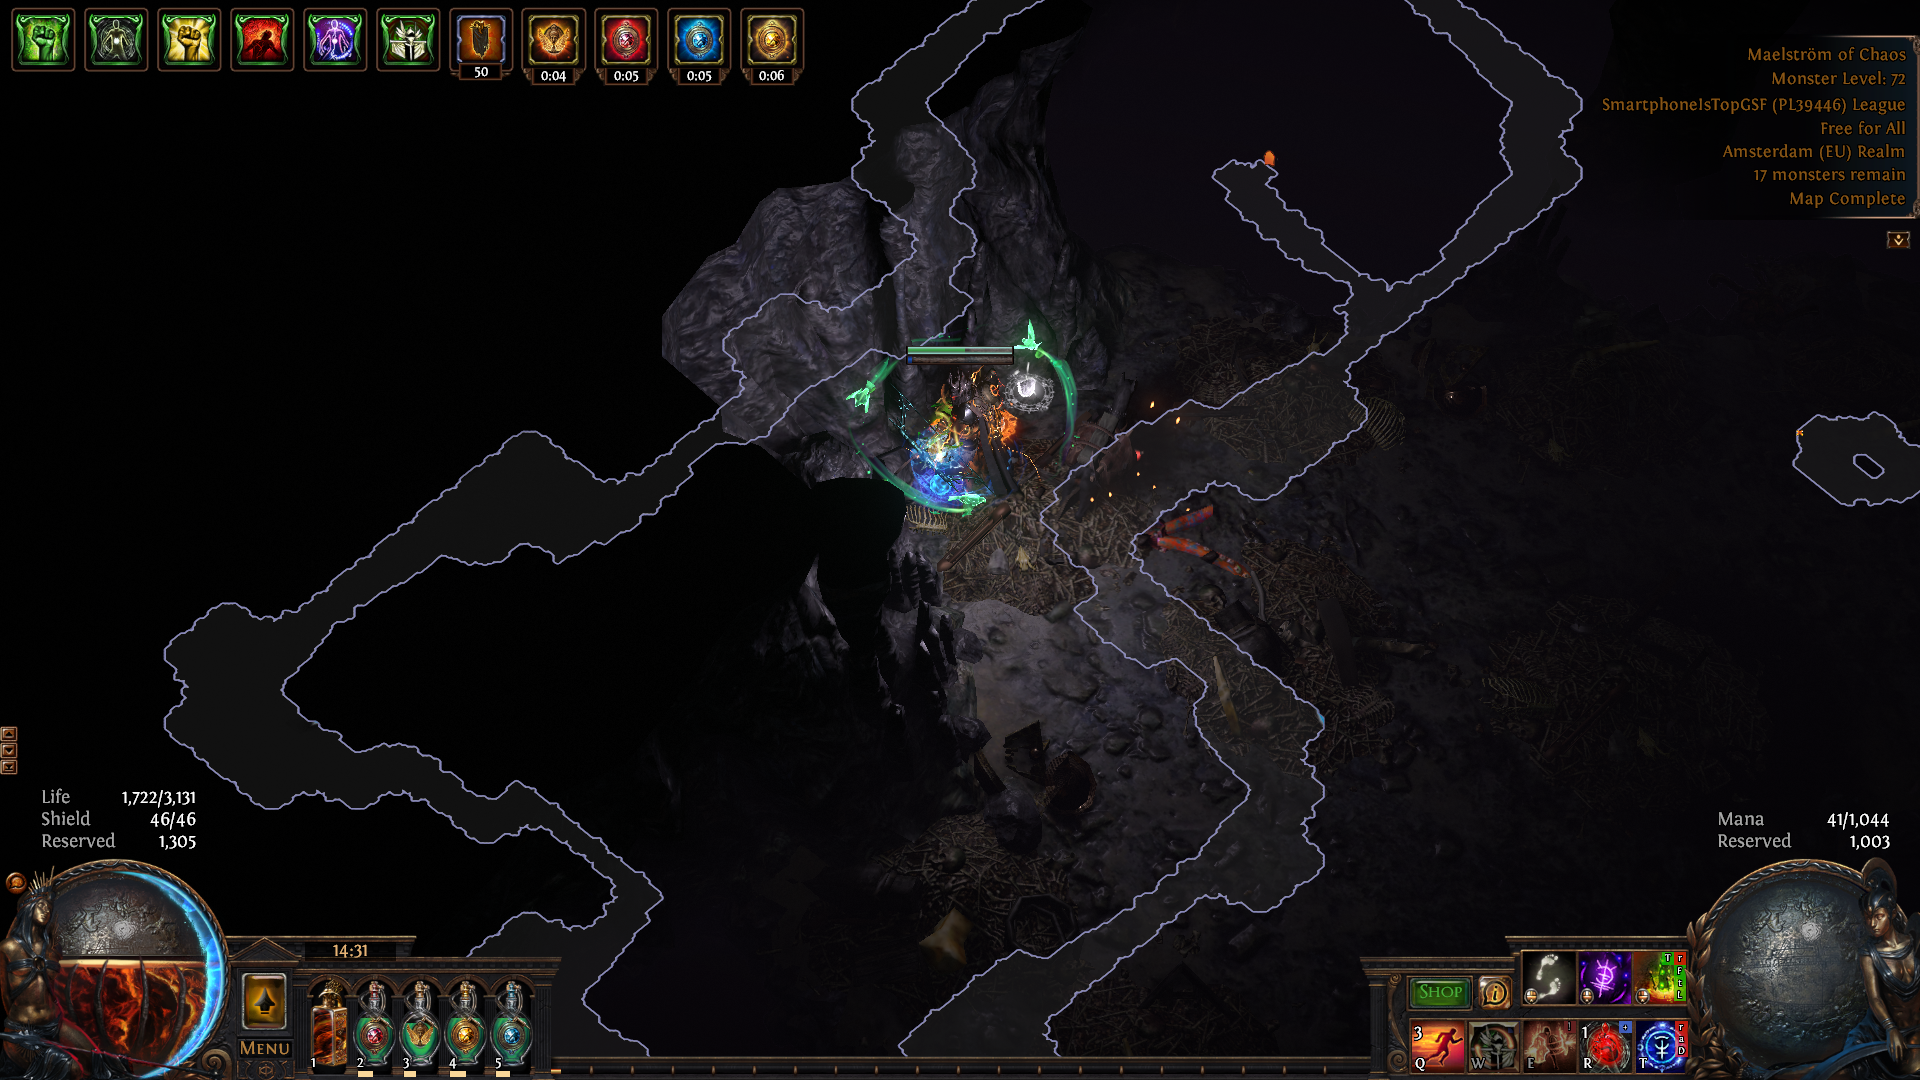 50
0:04
0:05
0:05
0:06
Maelström of Chaos
Monster Level: 72
SmartphoneIsTopGSF (PL39446) League
Free for All
Amsterdam (EU) Realm
17 monsters remain
Map Complete
Life 1,722/3,131
Shield 46/46
Reserved 1,305
Mana 41/1,044
Reserved 1,003
14:31
MENU
1 2 3 4 5
SHOP
T r F t L
3 Q
W
E
1 R
T r a D